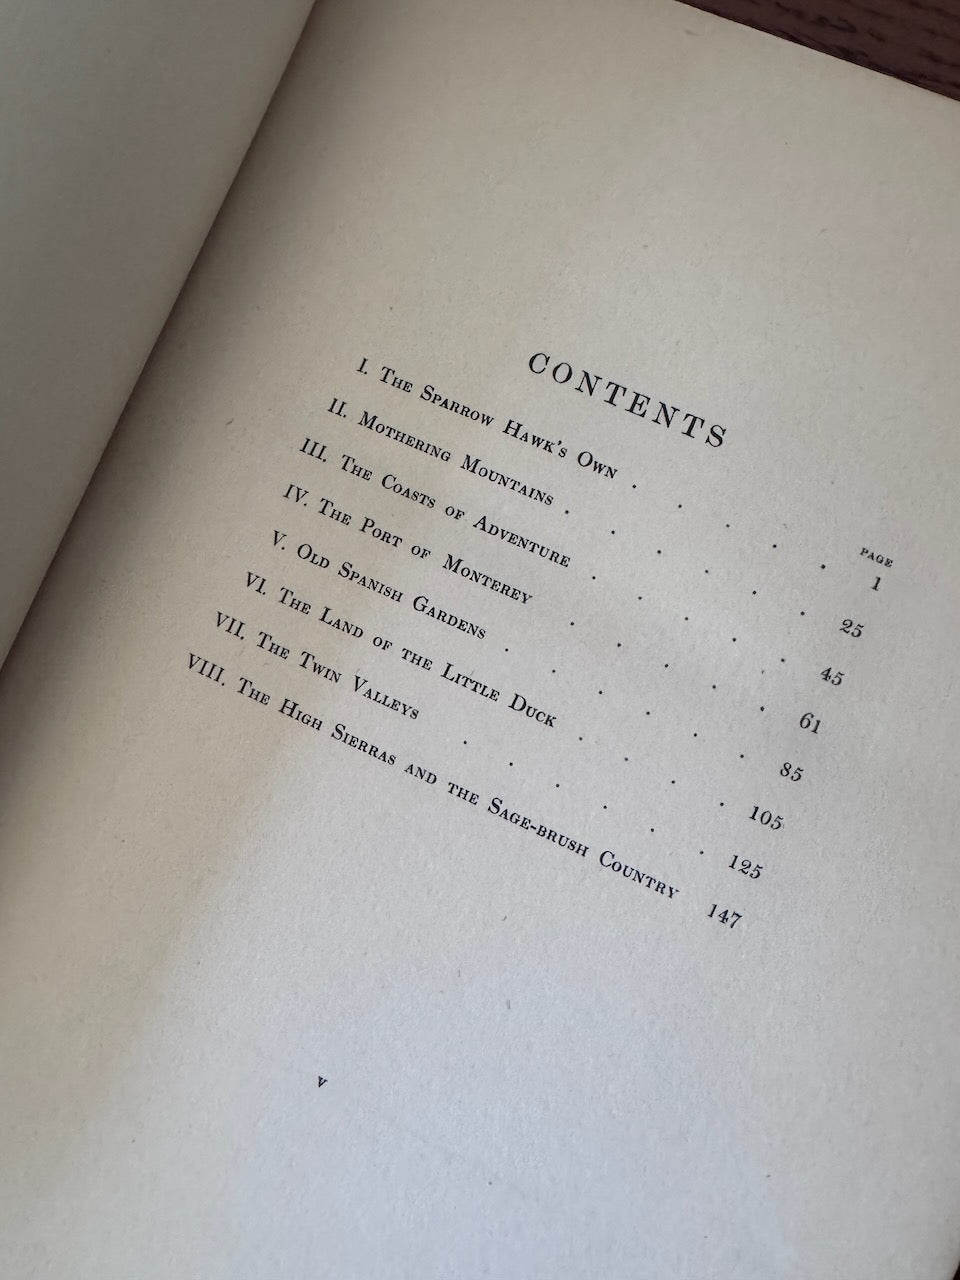 CONTENTS
PAGE
I. The Sparrow Hawk's Own . . . . . 1
II. Mothering Mountains . . . . . . 25
III. The Coasts of Adventure . . . . . 45
IV. The Port of Monterey . . . . . 61
V. Old Spanish Gardens . . . . . . 85
VI. The Land of the Little Duck . . . . 105
VII. The Twin Valleys . . . . . . 125
VIII. The High Sierras and the Sage-brush Country 147
v